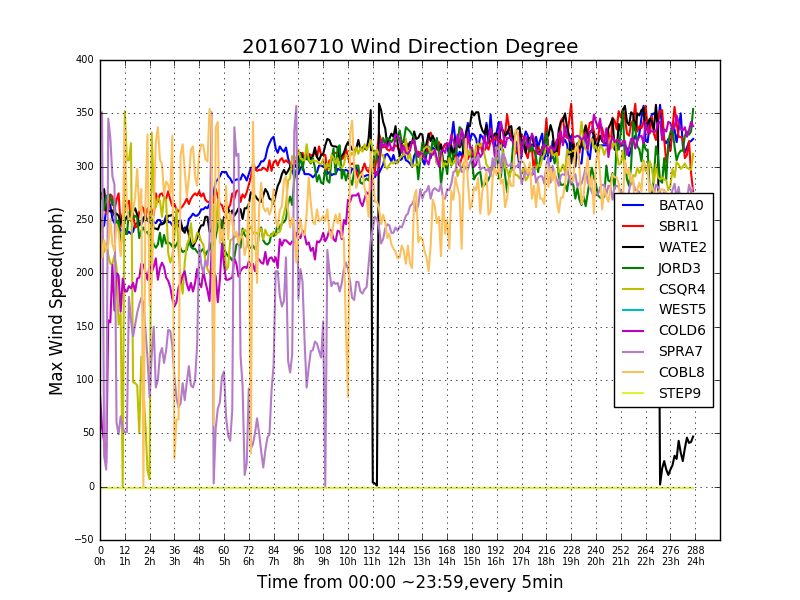 20160710 Wind Direction Degree
Max Wind Speed(mph)
400
350
300
250
200
150
100
50
0
−50
BATA0
SBRI1
WATE2
JORD3
CSQR4
WEST5
COLD6
SPRA7
COBL8
STEP9
0 12 24 36 48 60 72 84 96 108 120 132 144 156 168 180 192 204 216 228 240 252 264 276 288
0h 1h 2h 3h 4h 5h 6h 7h 8h 9h 10h 11h 12h 13h 14h 15h 16h 17h 18h 19h 20h 21h 22h 23h 24h
Time from 00:00 ~23:59,every 5min